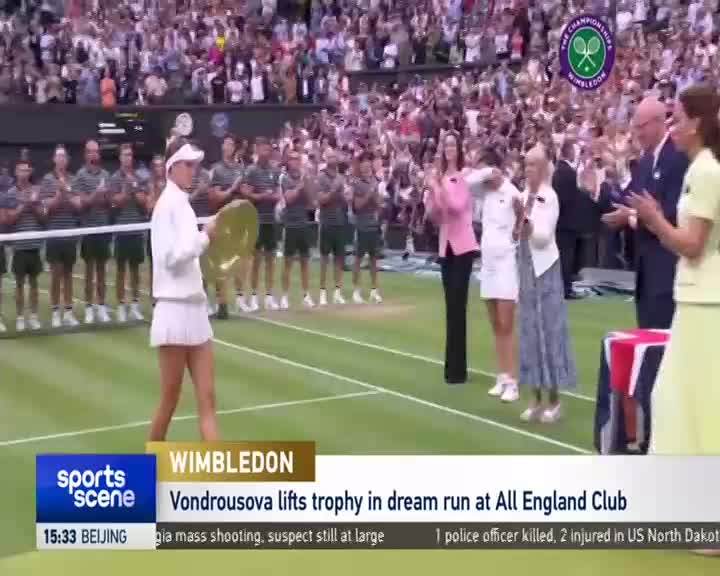 THE CHAMPIONSHIPS
WIMBLEDON
WIMBLEDON
sports
scene
Vondrousova lifts trophy in dream run at All England Club
15:33 BEIJING
gia mass shooting, suspect still at large
1 police officer killed, 2 injured in US North Dakot